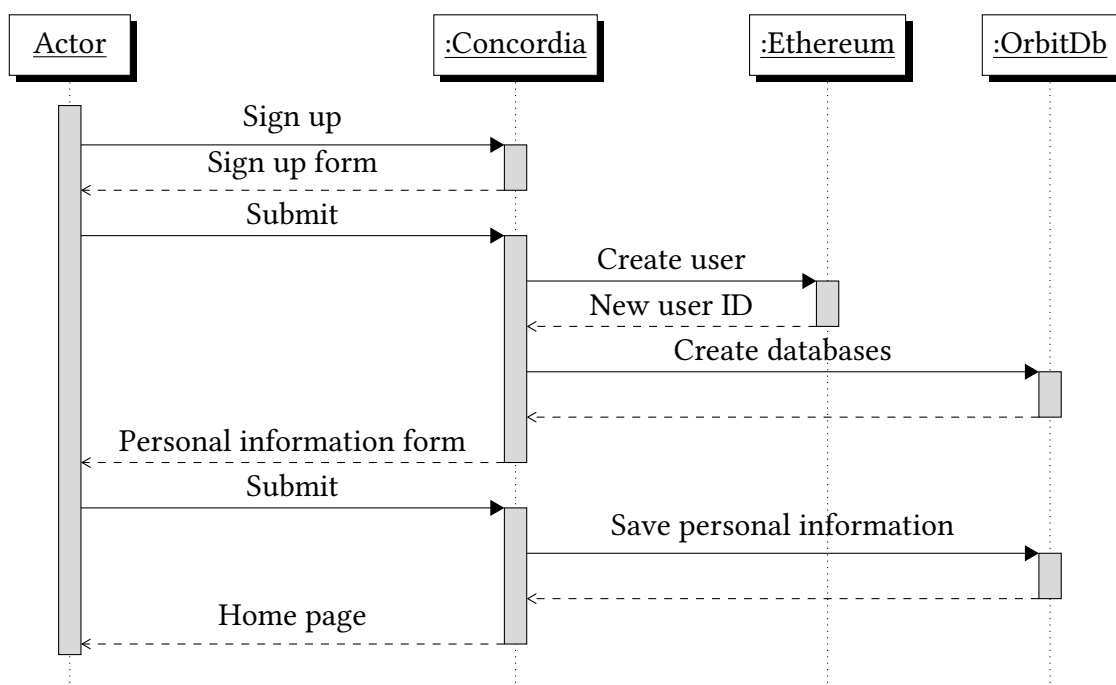 Actor
:Concordia
:Ethereum
:OrbitDb
Sign up
Sign up form
Submit
Create user
New user ID
Create databases
Personal information form
Submit
Save personal information
Home page